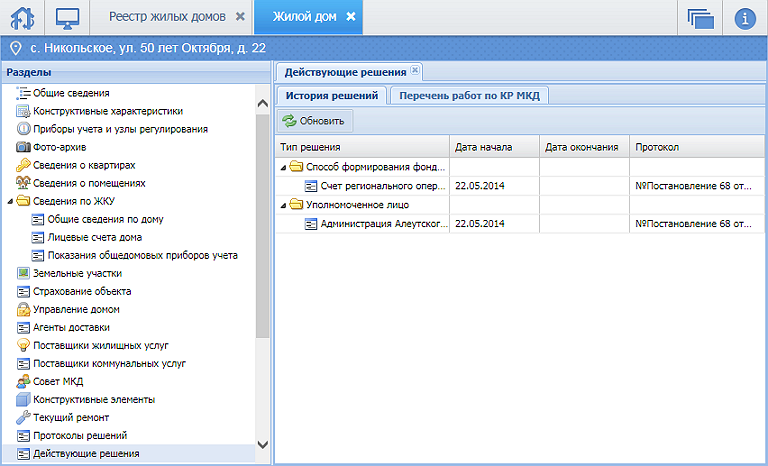 Реестр жилых домов
Жилой дом
с. Никольское, ул. 50 лет Октября, д. 22
Разделы
Общие сведения
Конструктивные характеристики
Приборы учета и узлы регулирования
Фото-архив
Сведения о квартирах
Сведения о помещениях
Сведения по ЖКУ
Общие сведения по дому
Лицевые счета дома
Показания общедомовых приборов учета
Земельные участки
Страхование объекта
Управление домом
Агенты доставки
Поставщики жилищных услуг
Поставщики коммунальных услуг
Совет МКД
Конструктивные элементы
Текущий ремонт
Протоколы решений
Действующие решения
Действующие решения
История решений Перечень работ по КР МКД
Обновить
Тип решения Дата начала Дата окончания Протокол
Способ формирования фонд...
Счет регионального опер... 22.05.2014 №Постановление 68 от...
Уполномоченное лицо
Администрация Алеутског... 22.05.2014 №Постановление 68 от...